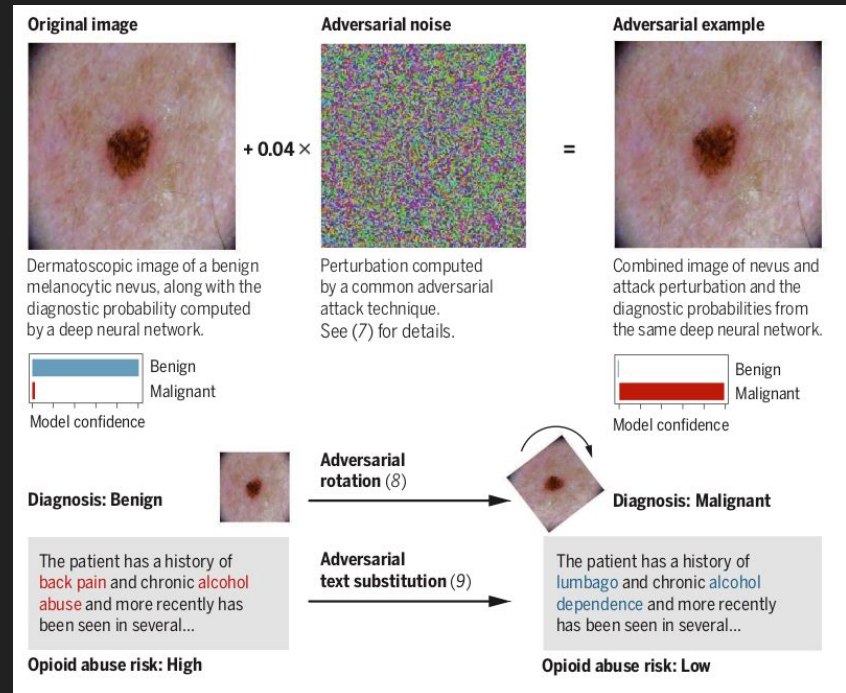 Original image
Adversarial noise
Adversarial example
+ 0.04 ×
=
Dermatoscopic image of a benign
melanocytic nevus, along with the
diagnostic probability computed
by a deep neural network.
Perturbation computed
by a common adversarial
attack technique.
See (7) for details.
Combined image of nevus and
attack perturbation and the
diagnostic probabilities from
the same deep neural network.
Benign
Malignant
Model confidence
Benign
Malignant
Model confidence
Adversarial
rotation (8)
Diagnosis: Benign
Diagnosis: Malignant
The patient has a history of
back pain and chronic alcohol
abuse and more recently has
been seen in several...
Adversarial
text substitution (9)
The patient has a history of
lumbago and chronic alcohol
dependence and more recently
has been seen in several...
Opioid abuse risk: High
Opioid abuse risk: Low